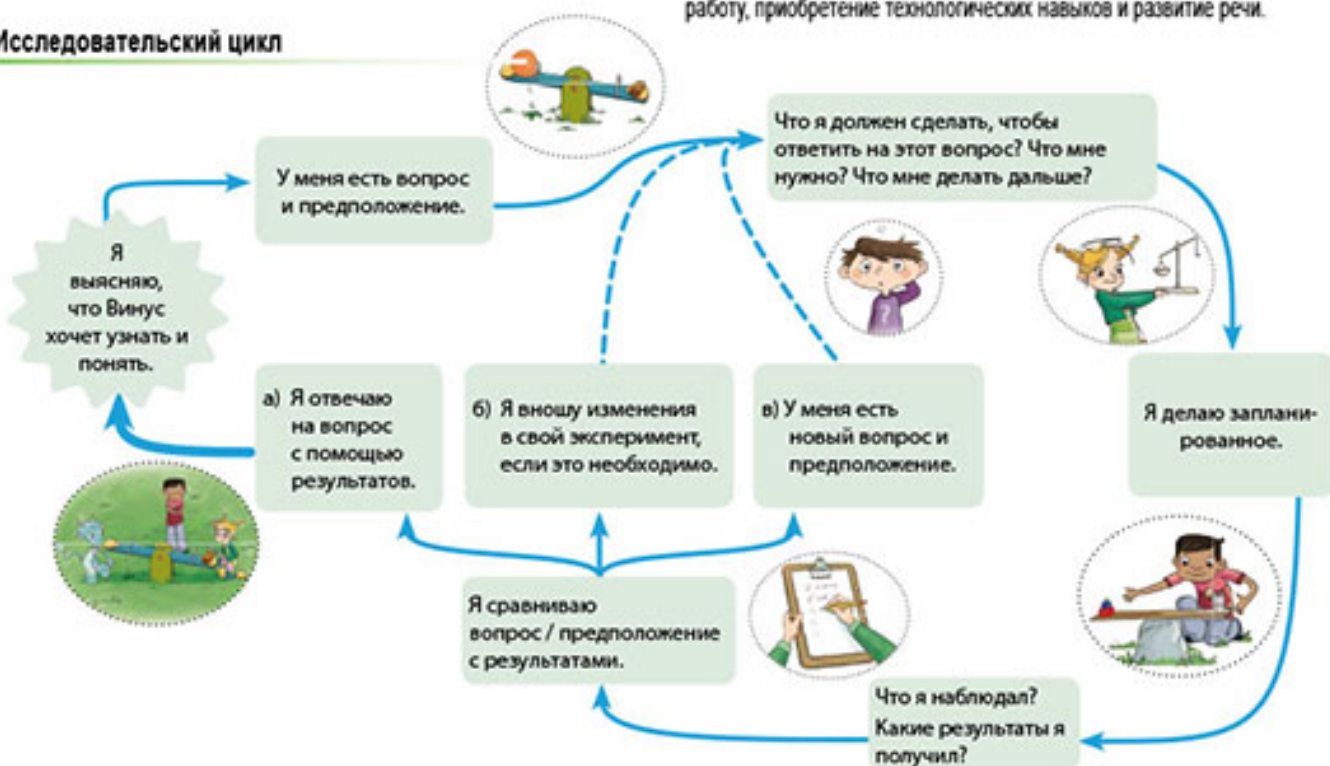 работу, приобретение технологических навыков и развитие речи.
Исследовательский цикл
У меня есть вопрос
и предположение.
Что я должен сделать, чтобы
ответить на этот вопрос? Что мне
нужно? Что мне делать дальше?
Я
выясняю,
что Винус
хочет узнать и
понять.
а) Я отвечаю
на вопрос
с помощью
результатов.
б) Я вношу изменения
в свой эксперимент,
если это необходимо.
в) У меня есть
новый вопрос и
предположение.
Я делаю заплани-
рованное.
?
Я сравниваю
вопрос / предположение
с результатами.
Что я наблюдал?
Какие результаты я
получил?